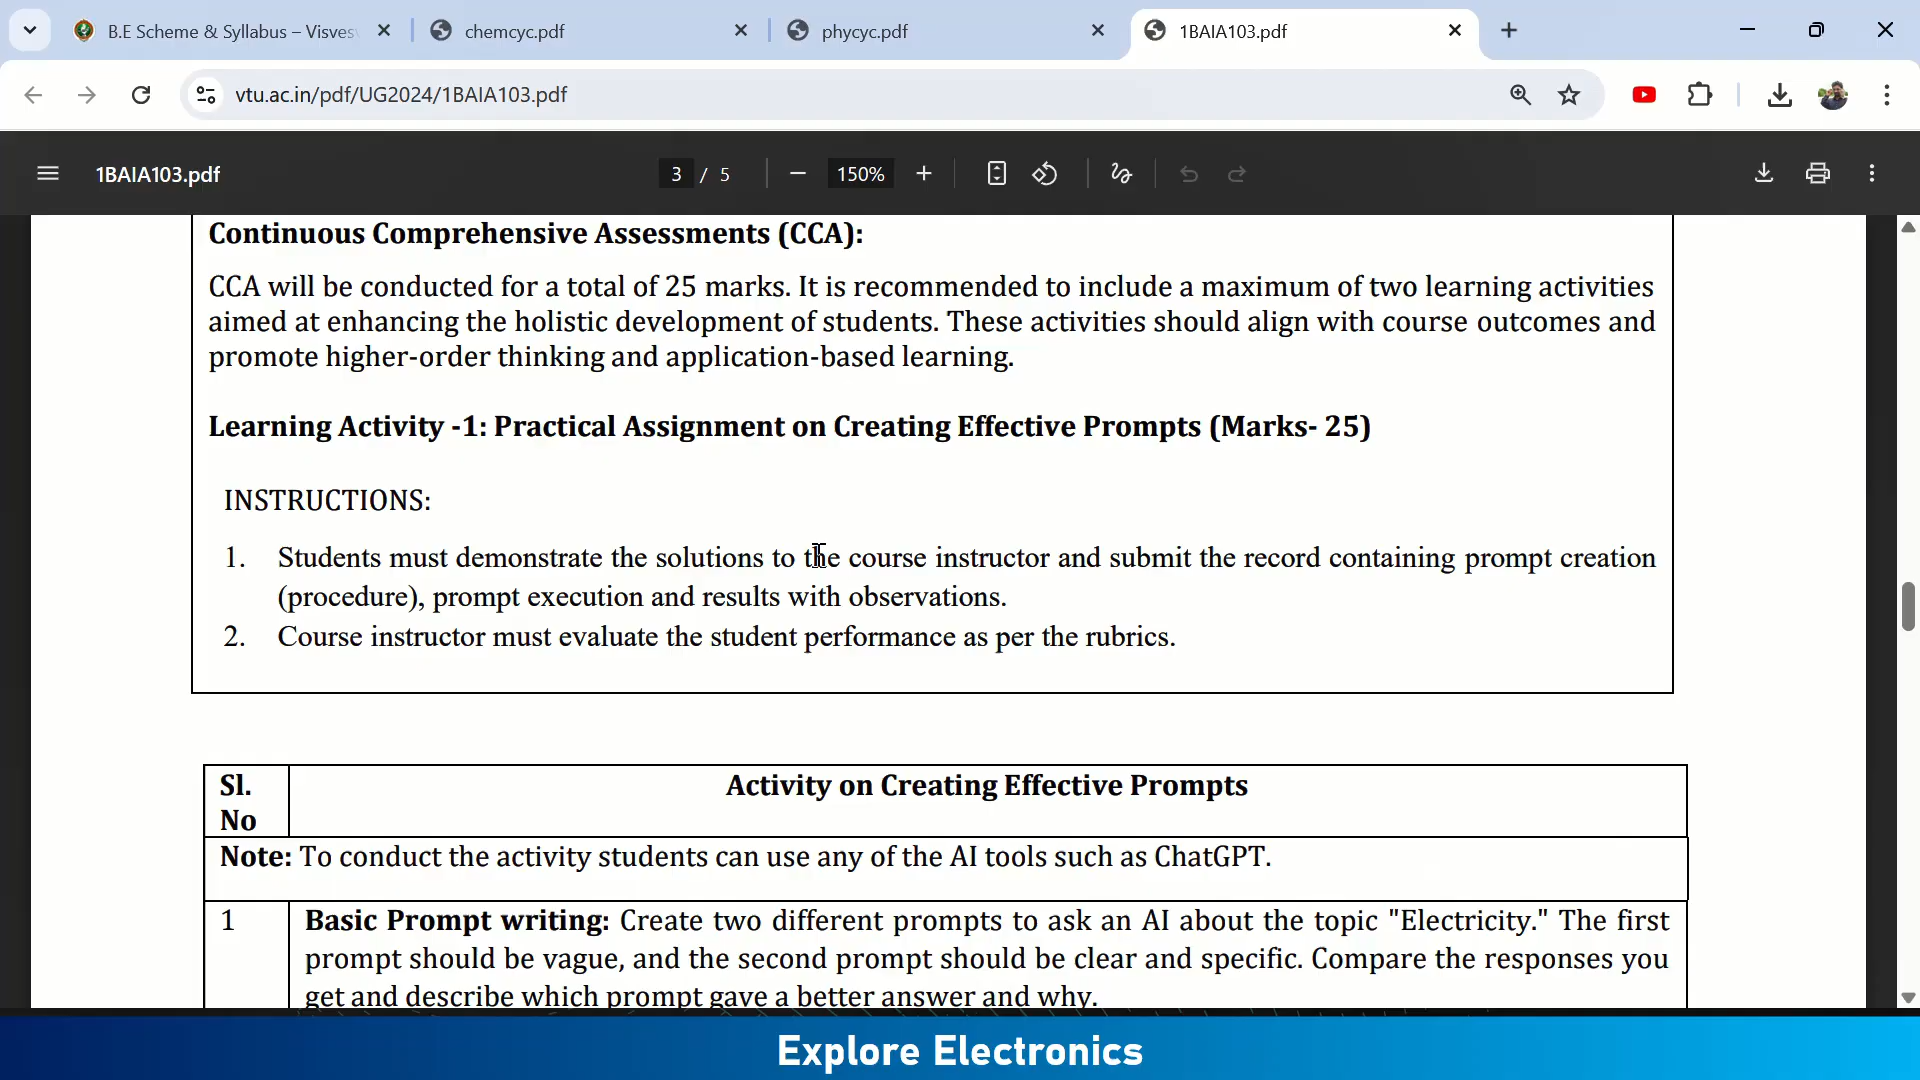 B.E Scheme & Syllabus – Visves
chemcyc.pdf
phycyc.pdf
1BAIA103.pdf
vtu.ac.in/pdf/UG2024/1BAIA103.pdf
1BAIA103.pdf
3 / 5
150%
Continuous Comprehensive Assessments (CCA):
CCA will be conducted for a total of 25 marks. It is recommended to include a maximum of two learning activities
aimed at enhancing the holistic development of students. These activities should align with course outcomes and
promote higher-order thinking and application-based learning.
Learning Activity -1: Practical Assignment on Creating Effective Prompts (Marks- 25)
INSTRUCTIONS:
1. Students must demonstrate the solutions to the course instructor and submit the record containing prompt creation
(procedure), prompt execution and results with observations.
2. Course instructor must evaluate the student performance as per the rubrics.
Sl.
No
Activity on Creating Effective Prompts
Note: To conduct the activity students can use any of the AI tools such as ChatGPT.
1 Basic Prompt writing: Create two different prompts to ask an AI about the topic "Electricity." The first
prompt should be vague, and the second prompt should be clear and specific. Compare the responses you
get and describe which prompt gave a better answer and why.
Explore Electronics